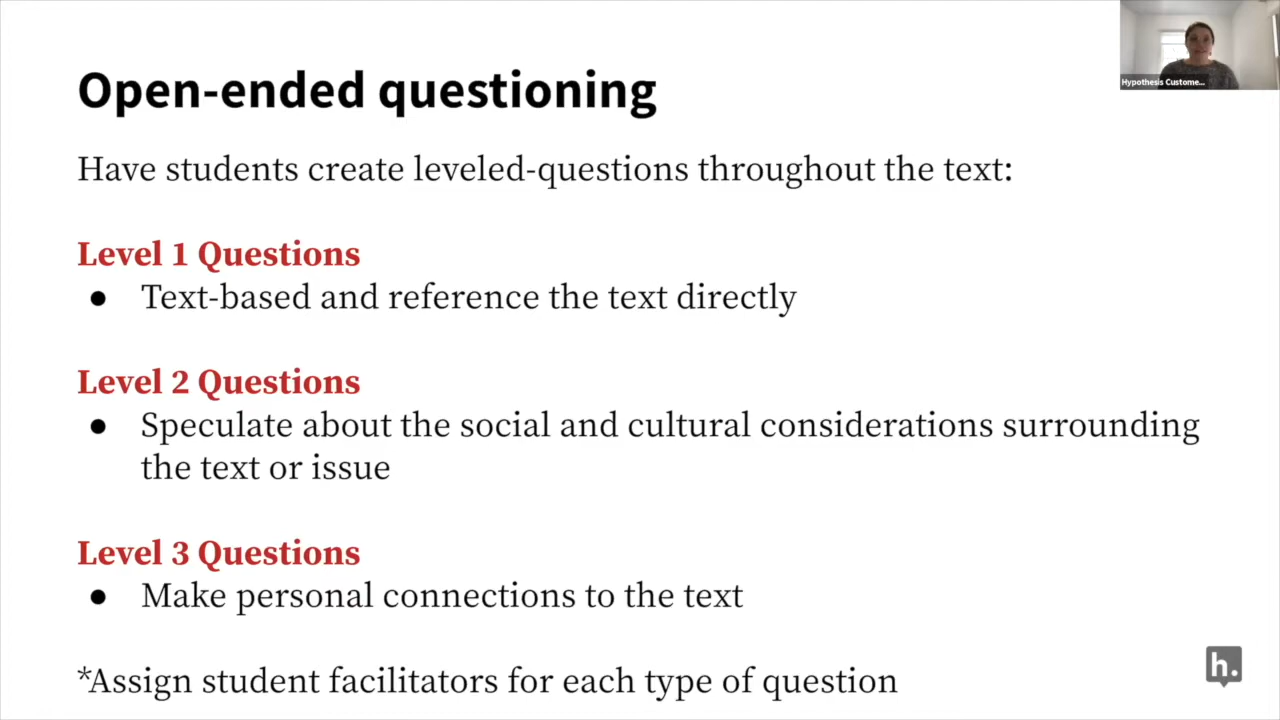 Hypothesis Custome...
Open-ended questioning
Have students create leveled-questions throughout the text:
Level 1 Questions
● Text-based and reference the text directly
Level 2 Questions
● Speculate about the social and cultural considerations surrounding
the text or issue
Level 3 Questions
● Make personal connections to the text
*Assign student facilitators for each type of question
h.